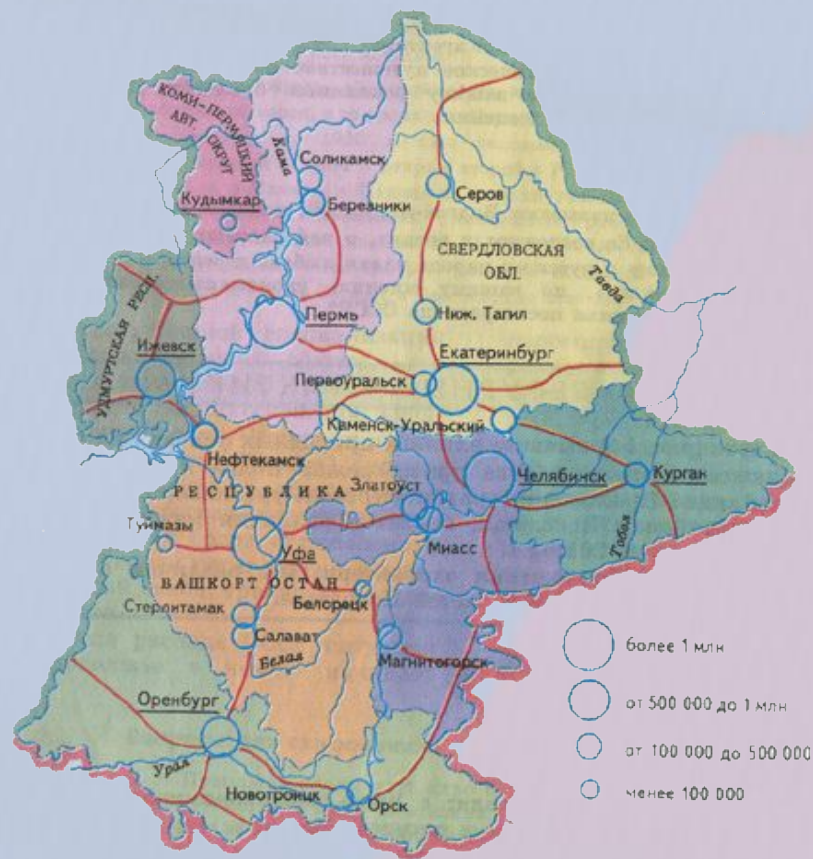 КОМИ-ПЕРМЯЦКИЙ
АВТ. ОКРУГ
Кама
Соликамск
Березники
Кудымкар
Серов
СВЕРДЛОВСКАЯ
ОБЛ.
Тавда
УДМУРТСКАЯ РЕСП.
Ижевск
Пермь
Ниж. Тагил
Екатеринбург
Первоуральск
Каменск-Уральский
Нефтекамск
Челябинск
Курган
РЕСПУБЛИКА
Златоуст
Туймазы
Уфа
Миасс
Тобол
БАШКОРТОСТАН
Белорецк
Стерлитамак
Салават
Белая
Магнитогорск
Оренбург
Урал
Новотроицк
Орск
более 1 млн
от 500 000 до 1 млн
от 100 000 до 500 000
менее 100 000